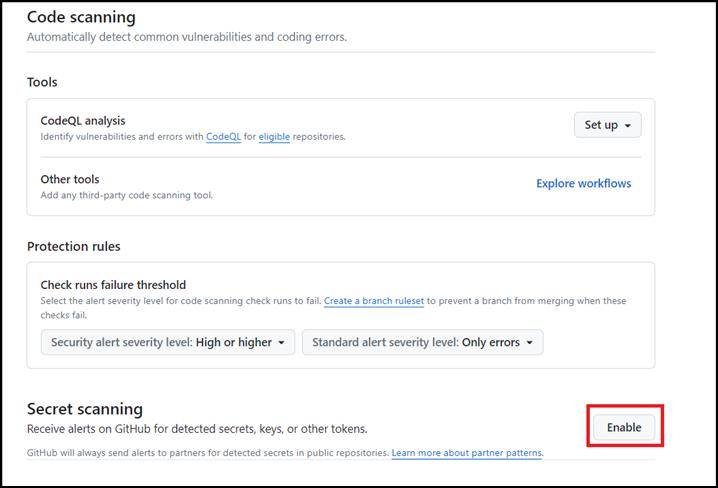 Code scanning
Automatically detect common vulnerabilities and coding errors.
Tools
CodeQL analysis
Set up
Identify vulnerabilities and errors with CodeQL for eligible repositories.
Other tools
Explore workflows
Add any third-party code scanning tool.
Protection rules
Check runs failure threshold
Select the alert severity level for code scanning check runs to fail. Create a branch ruleset to prevent a branch from merging when these
checks fail.
Security alert severity level: High or higher Standard alert severity level: Only errors
Secret scanning
Receive alerts on GitHub for detected secrets, keys, or other tokens.
Enable
GitHub will always send alerts to partners for detected secrets in public repositories. Learn more about partner patterns.